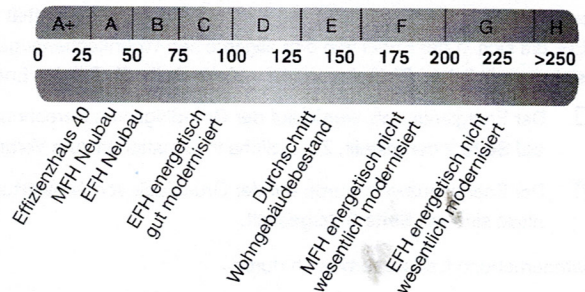 A+ A B C D E F G H
0 25 50 75 100 125 150 175 200 225 >250
Effizienzhaus 40
MFH Neubau
EFH Neubau
EFH energetisch
gut modernisiert
Durchschnitt
Wohngebäudebestand
MFH energetisch nicht
wesentlich modernisiert
EFH energetisch nicht
wesentlich modernisiert